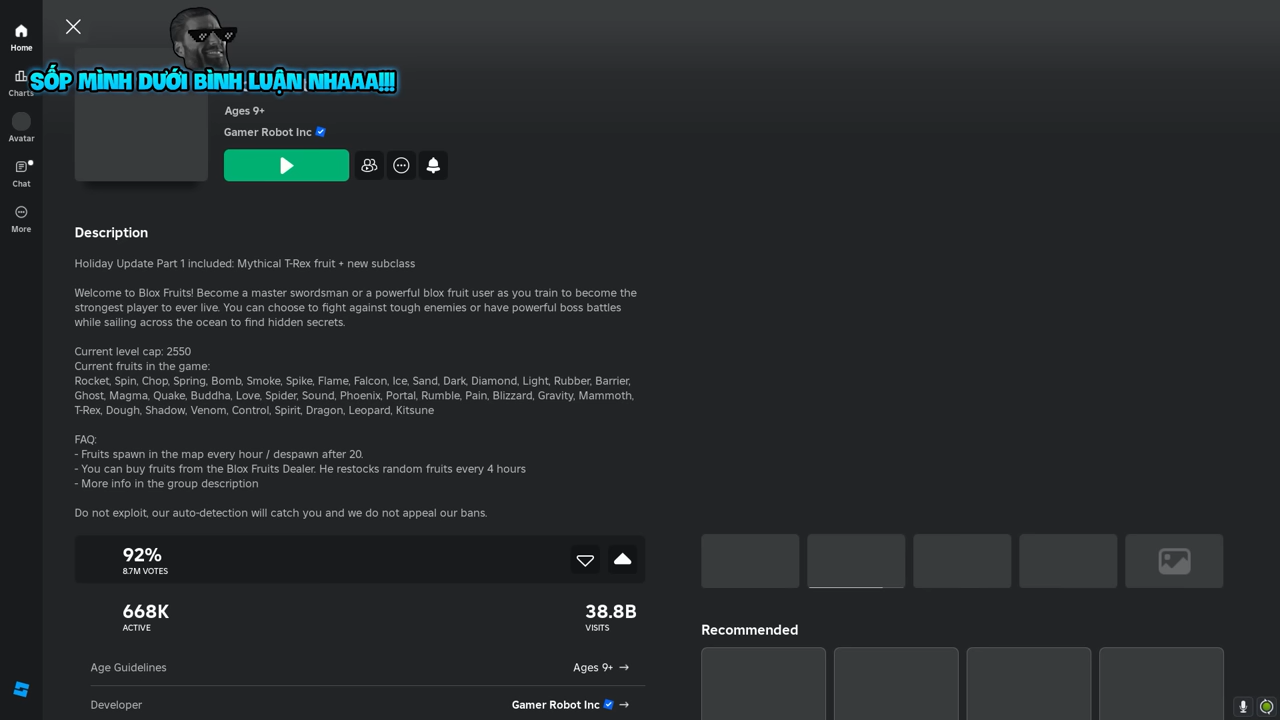 Home
SỐP MÌNH DƯỚI BÌNH LUẬN NHAAA!!!
Charts
Ages 9+
Gamer Robot Inc
Avatar
Chat
More
Description
Holiday Update Part 1 included: Mythical T-Rex fruit + new subclass
Welcome to Blox Fruits! Become a master swordsman or a powerful blox fruit user as you train to become the
strongest player to ever live. You can choose to fight against tough enemies or have powerful boss battles
while sailing across the ocean to find hidden secrets.
Current level cap: 2550
Current fruits in the game:
Rocket, Spin, Chop, Spring, Bomb, Smoke, Spike, Flame, Falcon, Ice, Sand, Dark, Diamond, Light, Rubber, Barrier,
Ghost, Magma, Quake, Buddha, Love, Spider, Sound, Phoenix, Portal, Rumble, Pain, Blizzard, Gravity, Mammoth,
T-Rex, Dough, Shadow, Venom, Control, Spirit, Dragon, Leopard, Kitsune
FAQ:
- Fruits spawn in the map every hour / despawn after 20.
- You can buy fruits from the Blox Fruits Dealer. He restocks random fruits every 4 hours
- More info in the group description
Do not exploit, our auto-detection will catch you and we do not appeal our bans.
92%
8.7M VOTES
668K
ACTIVE
38.8B
VISITS
Age Guidelines
Ages 9+
Developer
Gamer Robot Inc
Recommended